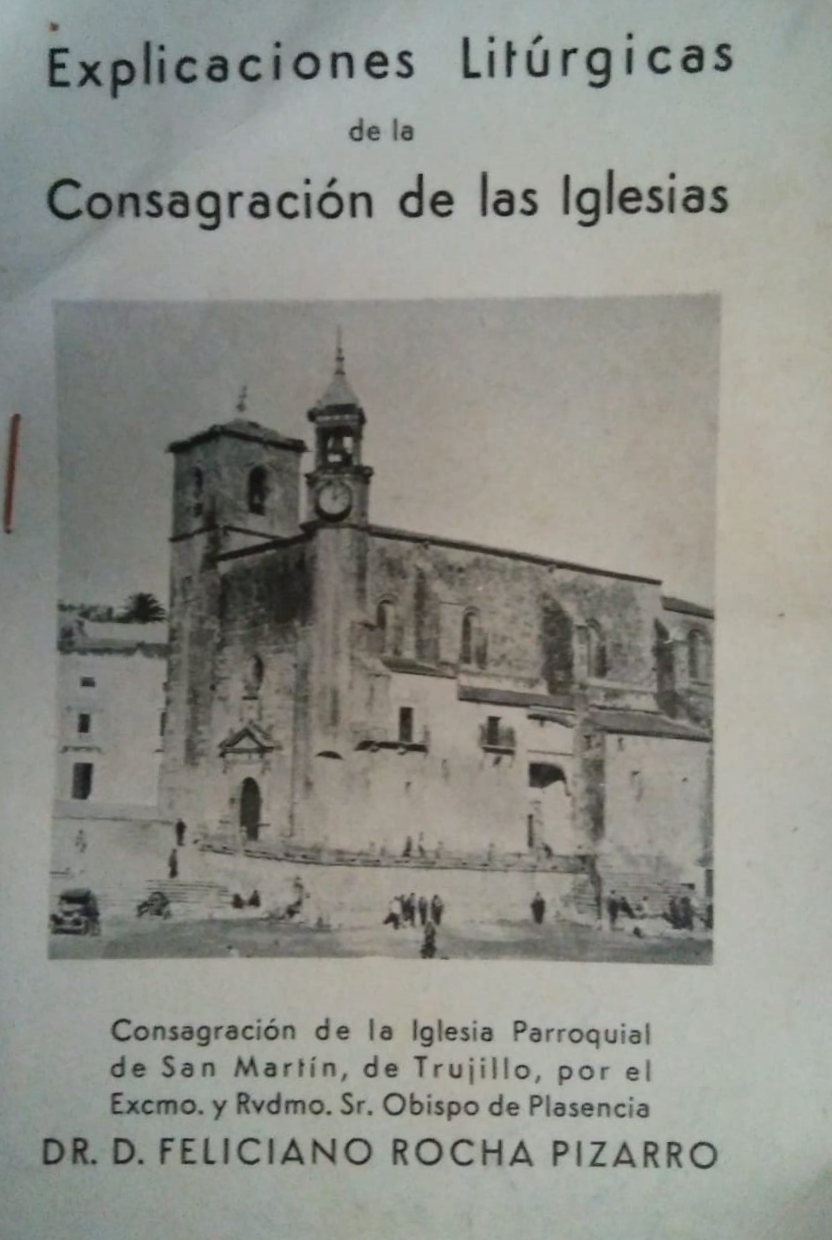 Explicaciones Litúrgicas
de la
Consagración de las Iglesias
Consagración de la Iglesia Parroquial
de San Martín, de Trujillo, por el
Excmo. y Rvdmo. Sr. Obispo de Plasencia
DR. D. FELICIANO ROCHA PIZARRO